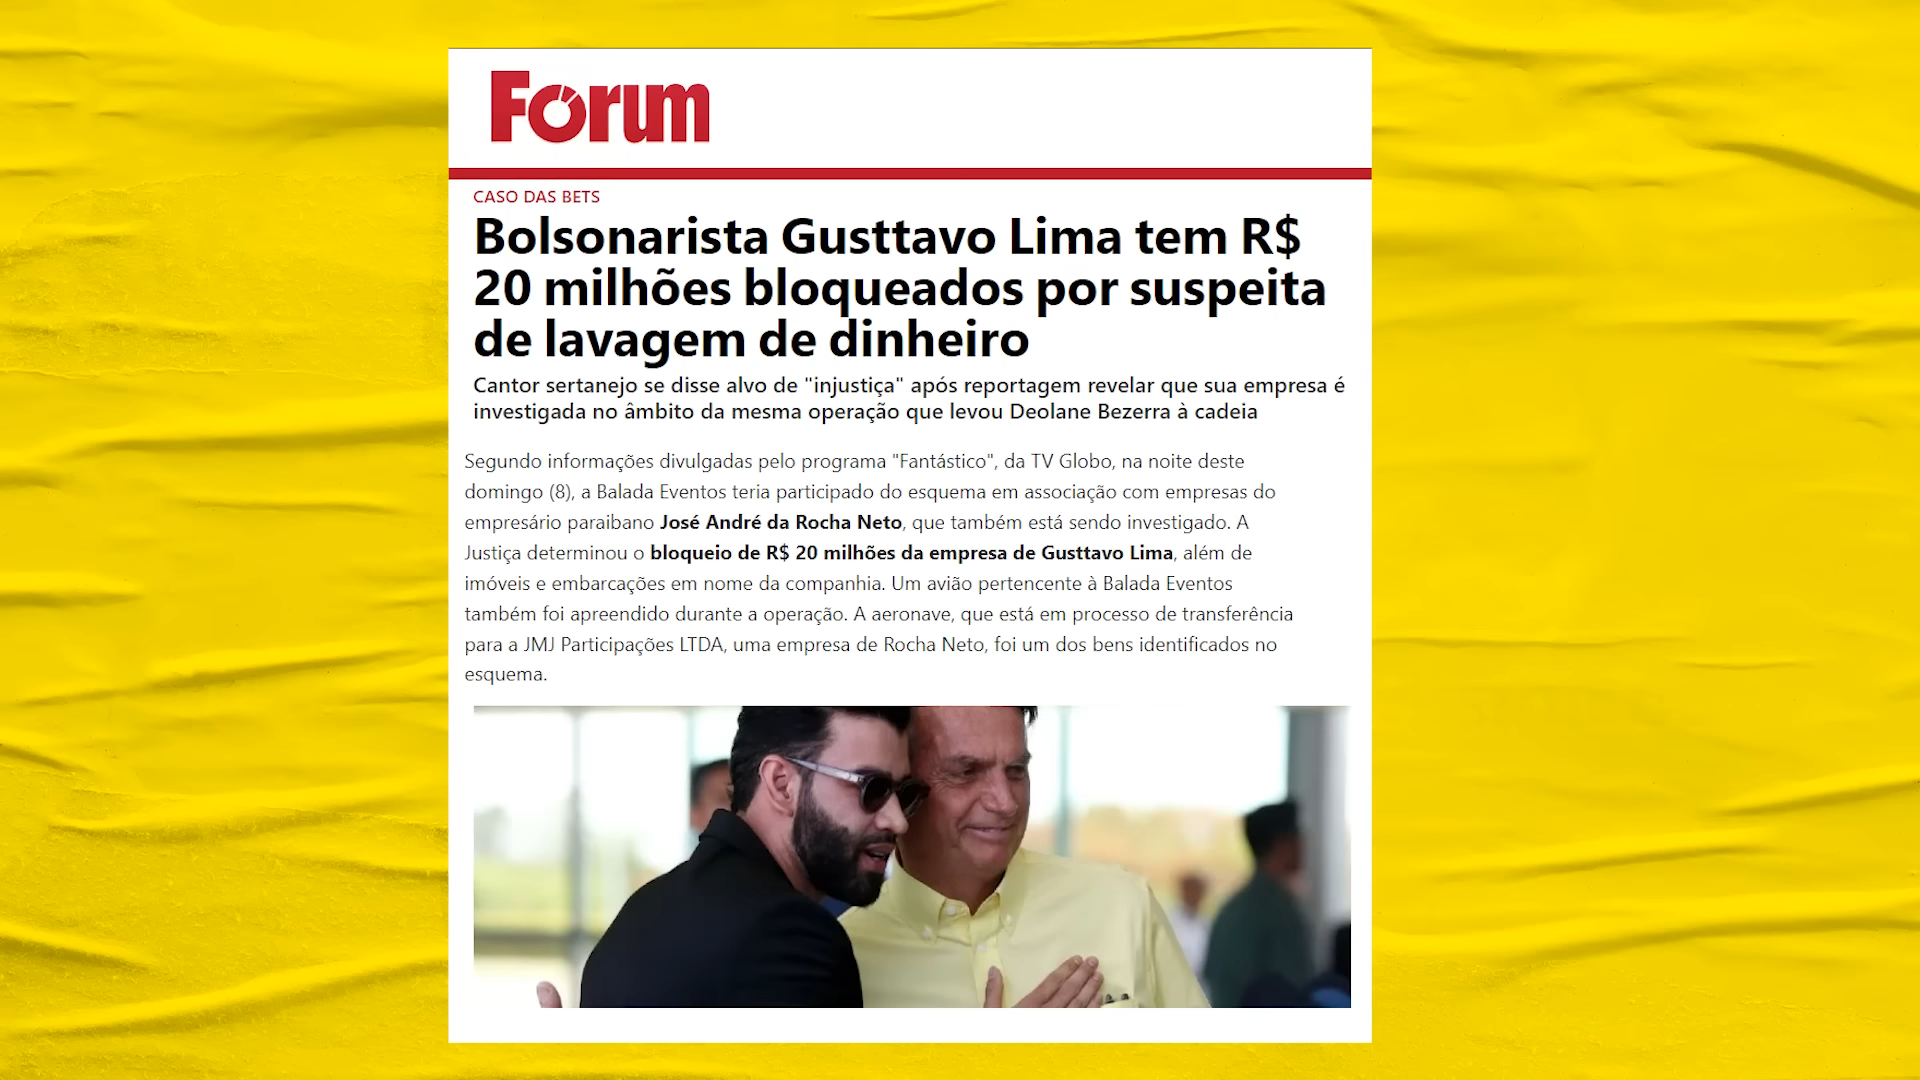 Fórum
CASO DAS BETS
Bolsonarista Gusttavo Lima tem R$
20 milhões bloqueados por suspeita
de lavagem de dinheiro
Cantor sertanejo se disse alvo de "injustiça" após reportagem revelar que sua empresa é
investigada no âmbito da mesma operação que levou Deolane Bezerra à cadeia
Segundo informações divulgadas pelo programa "Fantástico", da TV Globo, na noite deste
domingo (8), a Balada Eventos teria participado do esquema em associação com empresas do
empresário paraibano José André da Rocha Neto, que também está sendo investigado. A
Justiça determinou o bloqueio de R$ 20 milhões da empresa de Gusttavo Lima, além de
imóveis e embarcações em nome da companhia. Um avião pertencente à Balada Eventos
também foi apreendido durante a operação. A aeronave, que está em processo de transferência
para a JMJ Participações LTDA, uma empresa de Rocha Neto, foi um dos bens identificados no
esquema.